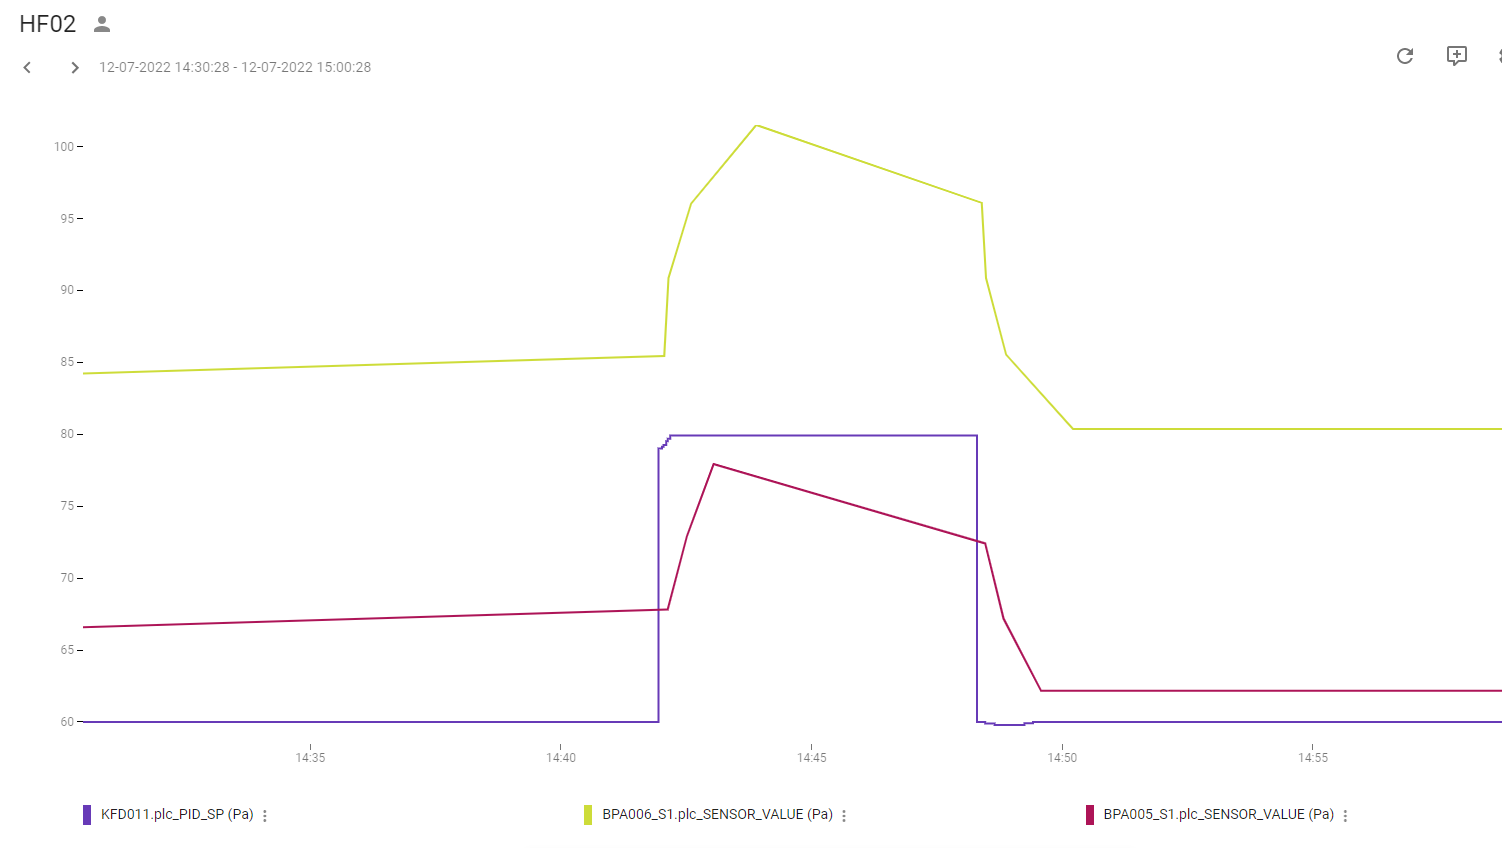 HF02
12-07-2022 14:30:28 - 12-07-2022 15:00:28
100
95
90
85
80
75
70
65
60
14:35 14:40 14:45 14:50 14:55
KFD011.plc_PID_SP (Pa) BPA006_S1.plc_SENSOR_VALUE (Pa) BPA005_S1.plc_SENSOR_VALUE (Pa)